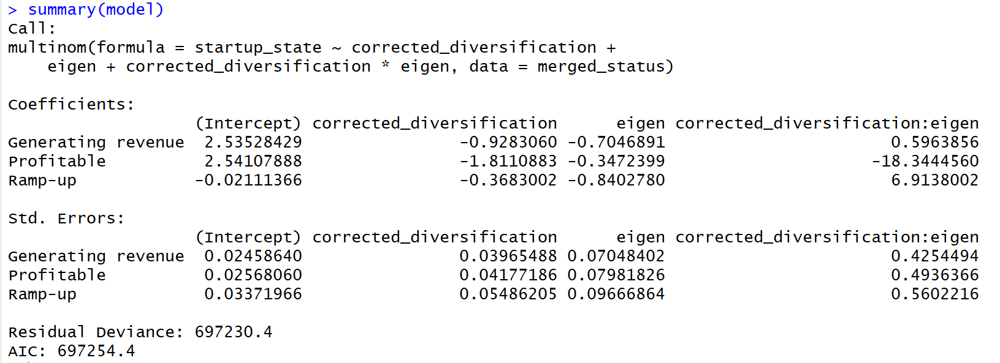 > summary(model)
Call:
multinom(formula = startup_state ~ corrected_diversification +
    eigen + corrected_diversification * eigen, data = merged_status)

Coefficients:
                   (Intercept) corrected_diversification      eigen corrected_diversification:eigen
Generating revenue  2.53528429                -0.9283060 -0.7046891                       0.5963856
Profitable          2.54107888                -1.8110883 -0.3472399                     -18.3444560
Ramp-up            -0.02111366                -0.3683002 -0.8402780                       6.9138002

Std. Errors:
                   (Intercept) corrected_diversification      eigen corrected_diversification:eigen
Generating revenue  0.02458640                0.03965488 0.07048402                       0.4254494
Profitable          0.02568060                0.04177186 0.07981826                       0.4936366
Ramp-up             0.03371966                0.05486205 0.09666864                       0.5602216

Residual Deviance: 697230.4
AIC: 697254.4